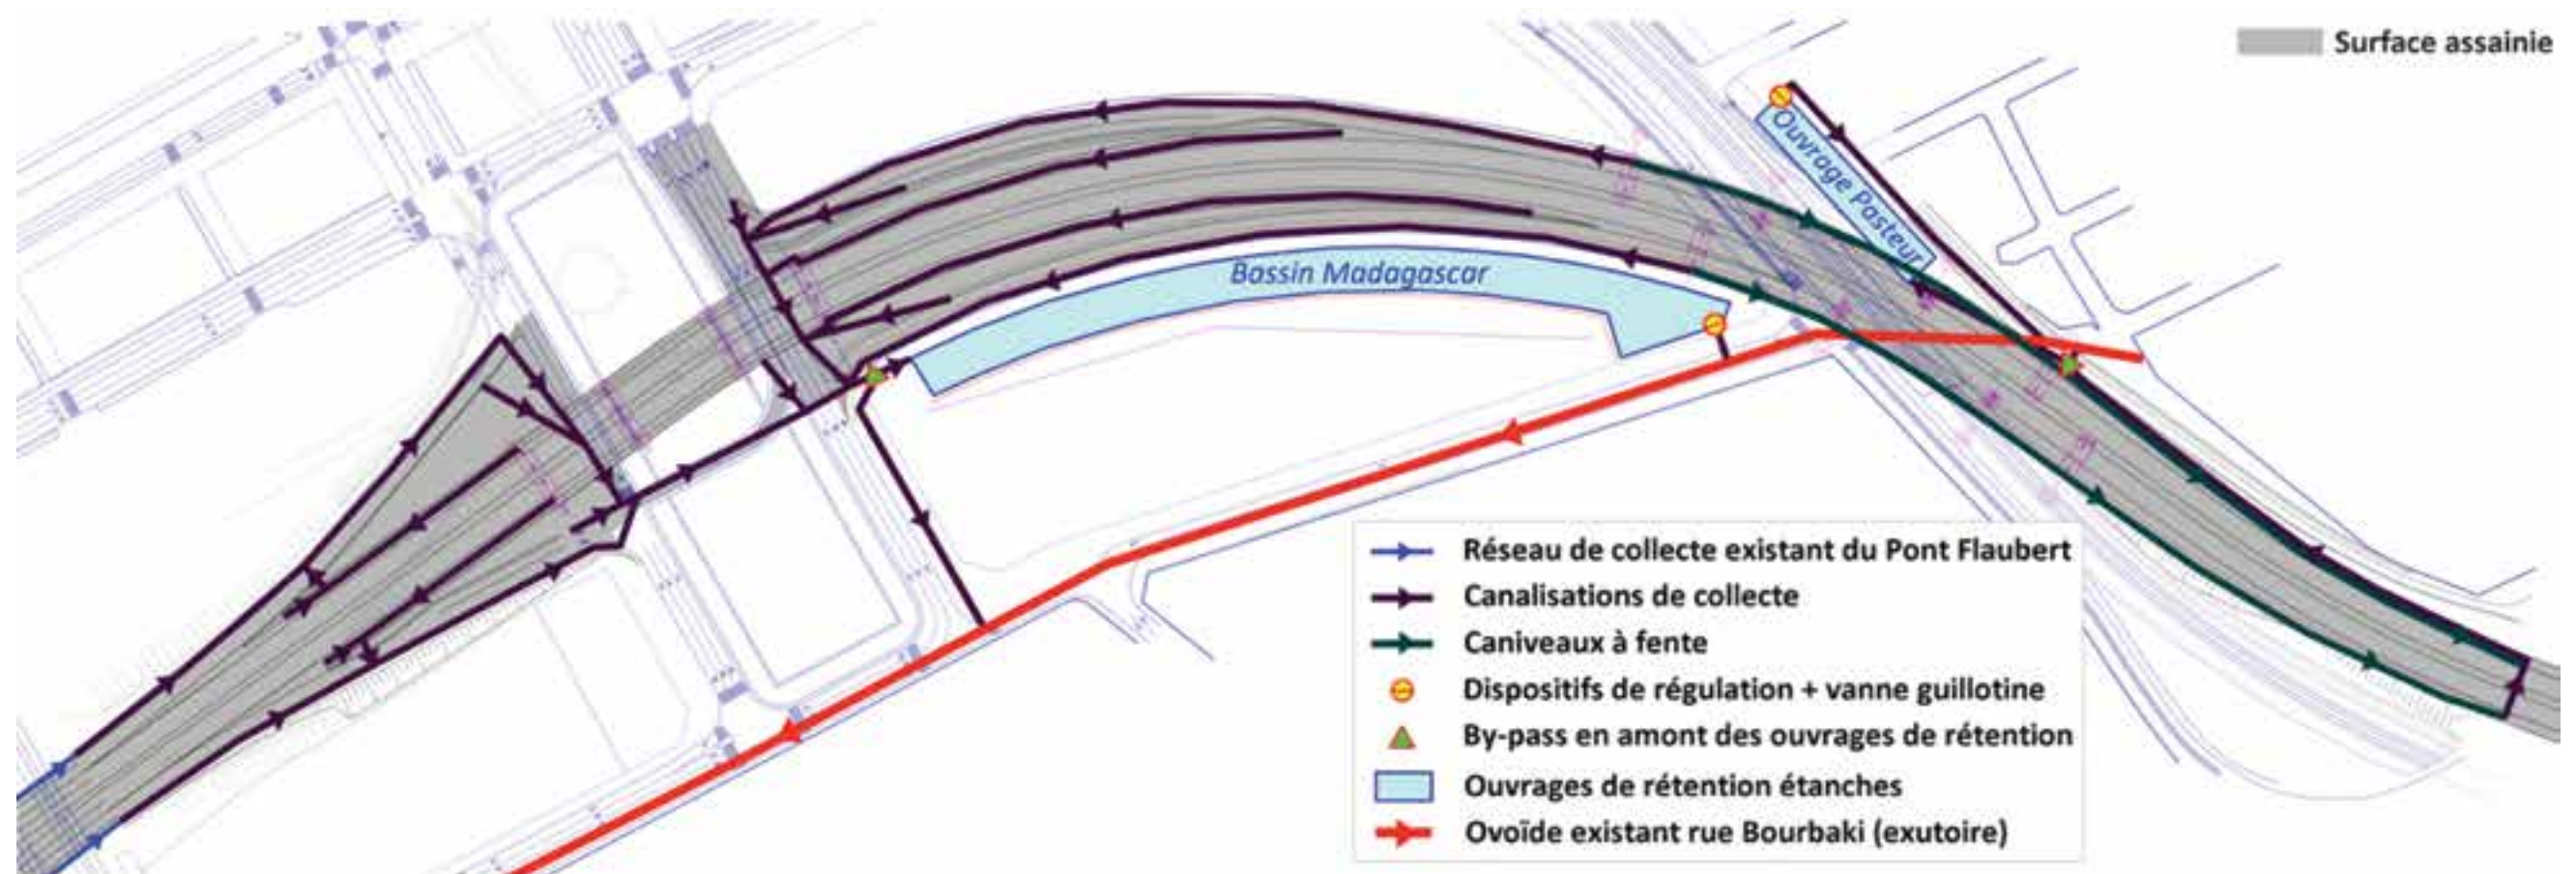 Surface assainie
Ouvrage Pasteur
Bassin Madagascar
Réseau de collecte existant du Pont Flaubert
Canalisations de collecte
Caniveaux à fente
Dispositifs de régulation + vanne guillotine
By-pass en amont des ouvrages de rétention
Ouvrages de rétention étanches
Ovoïde existant rue Bourbaki (exutoire)